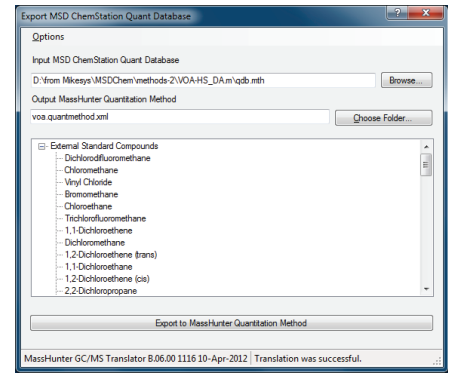 Export MSD ChemStation Quant Database
Options
Input MSD ChemStation Quant Database
D:\from Mikesys\MSDChem\methods-2\VOA-HS_DA.m\qdb.mth
Browse...
Output MassHunter Quantitation Method
voa.quantmethod.xml
Choose Folder...
External Standard Compounds
Dichlorodifluoromethane
Chloromethane
Vinyl Chloride
Bromomethane
Chloroethane
Trichlorofluoromethane
1,1-Dichloroethene
Dichloromethane
1,2-Dichloroethene (trans)
1,1-Dichloroethane
1,2-Dichloroethene (cis)
2,2-Dichloropropane
Export to MassHunter Quantitation Method
MassHunter GC/MS Translator B.06.00 1116 10-Apr-2012
Translation was successful.